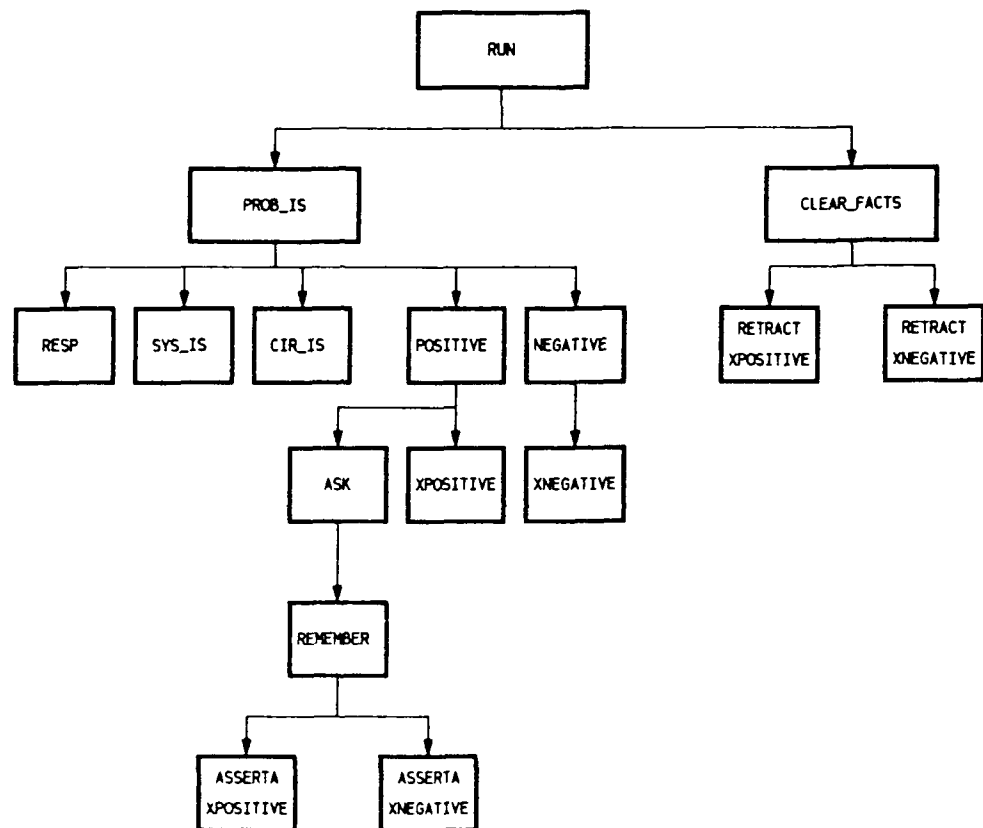 RUN
PROB_IS
CLEAR_FACTS
RESP
SYS_IS
CIR_IS
POSITIVE
NEGATIVE
RETRACT
XPOSITIVE
RETRACT
XNEGATIVE
ASK
XPOSITIVE
XNEGATIVE
REMEMBER
ASSERTA
XPOSITIVE
ASSERTA
XNEGATIVE